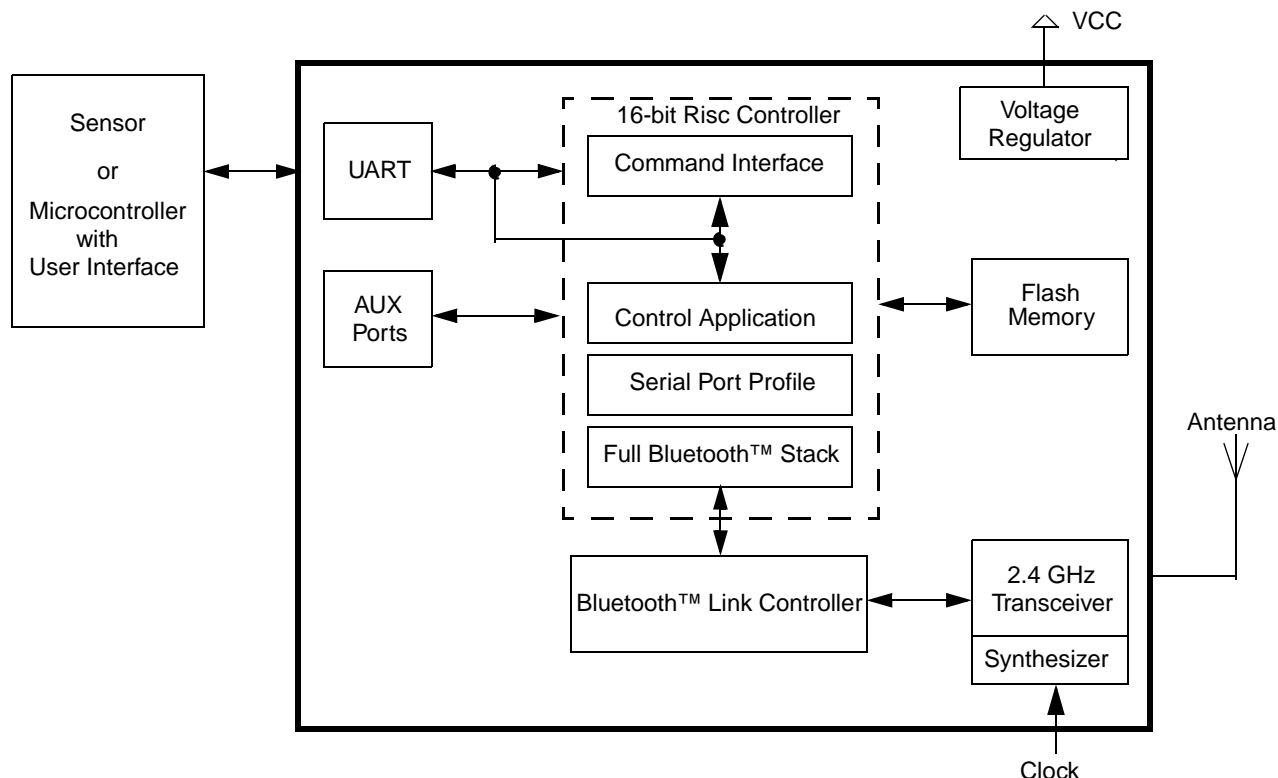 VCC
Sensor
or
Microcontroller
with
User Interface
UART
AUX
Ports
16-bit Risc Controller
Command Interface
Control Application
Serial Port Profile
Full Bluetooth™ Stack
Bluetooth™ Link Controller
Voltage
Regulator
Flash
Memory
2.4 GHz
Transceiver
Synthesizer
Antenna
Clock